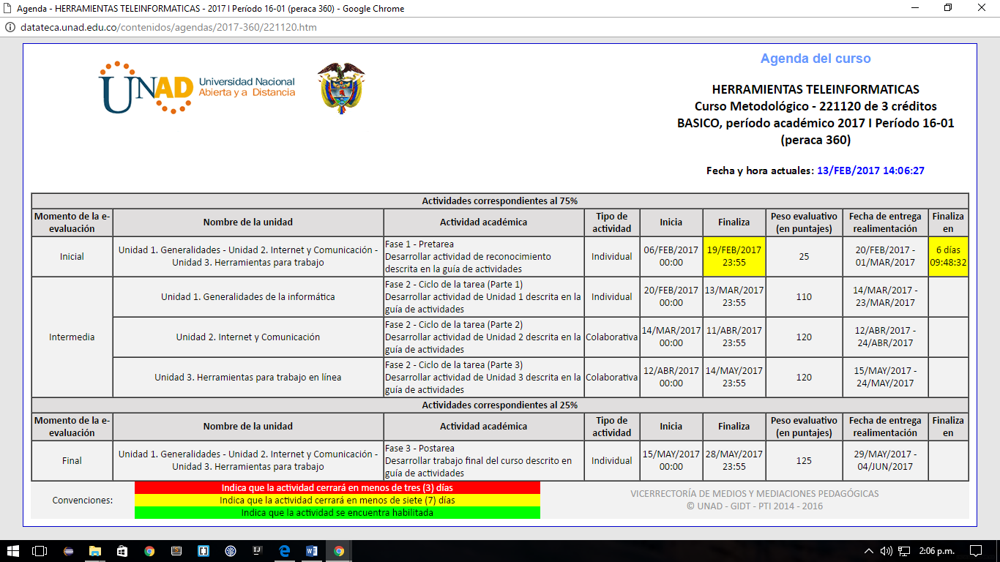 Agenda - HERRAMIENTAS TELEINFORMATICAS - 2017 I Período 16-01 (peraca 360) - Google Chrome
datateca.unad.edu.co/contenidos/agendas/2017-360/221120.htm
UNAD
Universidad Nacional
Abierta y a Distancia
Agenda del curso
HERRAMIENTAS TELEINFORMATICAS
Curso Metodológico - 221120 de 3 créditos
BASICO, período académico 2017 I Período 16-01
(peraca 360)
Fecha y hora actuales: 13/FEB/2017 14:06:27
Actividades correspondientes al 75%
Momento de la e-
evaluación
Nombre de la unidad
Actividad académica
Tipo de
actividad
Inicia
Finaliza
Peso evaluativo
(en puntajes)
Fecha de entrega
realimentación
Finaliza
en
Inicial
Unidad 1. Generalidades - Unidad 2. Internet y Comunicación -
Unidad 3. Herramientas para trabajo
Fase 1 - Pretarea
Desarrollar actividad de reconocimiento
descrita en la guía de actividades
Individual
06/FEB/2017
00:00
19/FEB/2017
23:55
25
20/FEB/2017 -
01/MAR/2017
6 días
09:48:32
Intermedia
Unidad 1. Generalidades de la informática
Fase 2 - Ciclo de la tarea (Parte 1)
Desarrollar actividad de Unidad 1 descrita en la
guía de actividades
Individual
20/FEB/2017
00:00
13/MAR/2017
23:55
110
14/MAR/2017 -
23/MAR/2017
Unidad 2. Internet y Comunicación
Fase 2 - Ciclo de la tarea (Parte 2)
Desarrollar actividad de Unidad 2 descrita en la
guía de actividades
Colaborativa
14/MAR/2017
00:00
11/ABR/2017
23:55
120
12/ABR/2017 -
24/ABR/2017
Unidad 3. Herramientas para trabajo en línea
Fase 2 - Ciclo de la tarea (Parte 3)
Desarrollar actividad de Unidad 3 descrita en la
guía de actividades
Colaborativa
12/ABR/2017
00:00
14/MAY/2017
23:55
120
15/MAY/2017 -
24/MAY/2017
Actividades correspondientes al 25%
Momento de la e-
evaluación
Nombre de la unidad
Actividad académica
Tipo de
actividad
Inicia
Finaliza
Peso evaluativo
(en puntajes)
Fecha de entrega
realimentación
Finaliza
en
Final
Unidad 1. Generalidades - Unidad 2. Internet y Comunicación -
Unidad 3. Herramientas para trabajo
Fase 3 - Postarea
Desarrollar trabajo final del curso descrito en
guía de actividades
Individual
15/MAY/2017
00:00
28/MAY/2017
23:55
125
29/MAY/2017 -
04/JUN/2017
Convenciones:
Indica que la actividad cerrará en menos de tres (3) días
Indica que la actividad cerrará en menos de siete (7) días
Indica que la actividad se encuentra habilitada
VICERRECTORÍA DE MEDIOS Y MEDIACIONES PEDAGÓGICAS
© UNAD - GIDT - PTI 2014 - 2016
2:06 p.m.